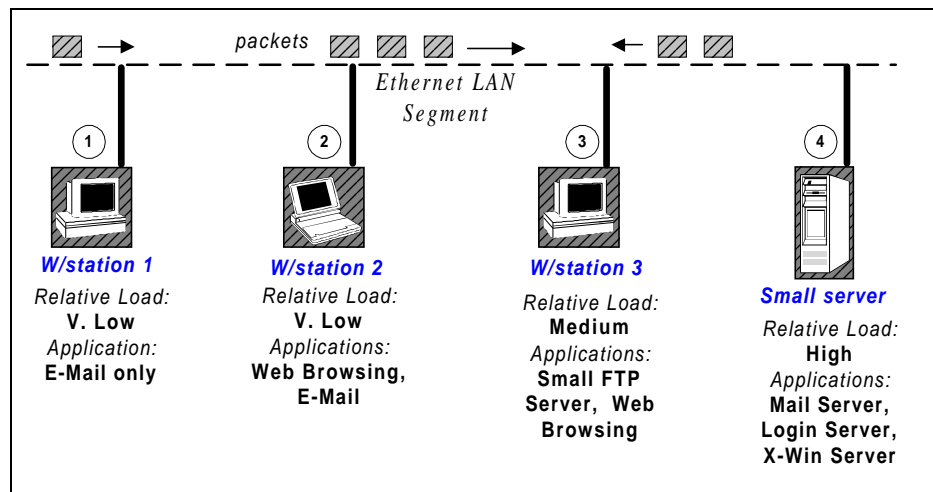 packets
Ethernet LAN
Segment
1
2
3
4
W/station 1
Relative Load:
V. Low
Application:
E-Mail only
W/station 2
Relative Load:
V. Low
Applications:
Web Browsing,
E-Mail
W/station 3
Relative Load:
Medium
Applications:
Small FTP
Server, Web
Browsing
Small server
Relative Load:
High
Applications:
Mail Server,
Login Server,
X-Win Server